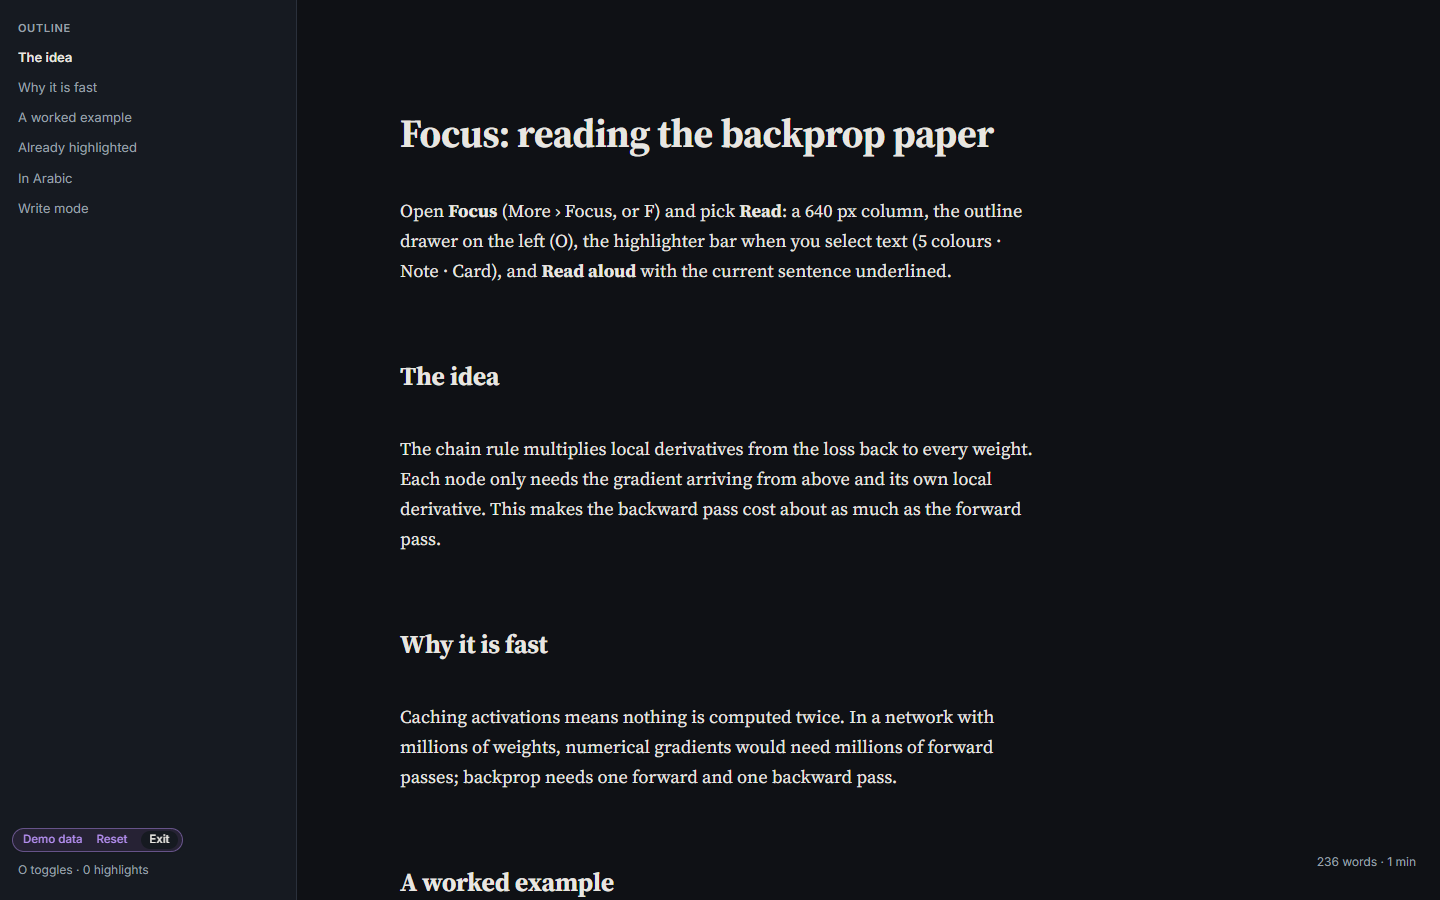 OUTLINE
The idea
Why it is fast
A worked example
Already highlighted
In Arabic
Write mode
Demo data Reset Exit
O toggles · 0 highlights
Focus: reading the backprop paper
Open Focus (More › Focus, or F) and pick Read: a 640 px column, the outline
drawer on the left (O), the highlighter bar when you select text (5 colours ·
Note · Card), and Read aloud with the current sentence underlined.
The idea
The chain rule multiplies local derivatives from the loss back to every weight.
Each node only needs the gradient arriving from above and its own local
derivative. This makes the backward pass cost about as much as the forward
pass.
Why it is fast
Caching activations means nothing is computed twice. In a network with
millions of weights, numerical gradients would need millions of forward
passes; backprop needs one forward and one backward pass.
A worked example
236 words · 1 min